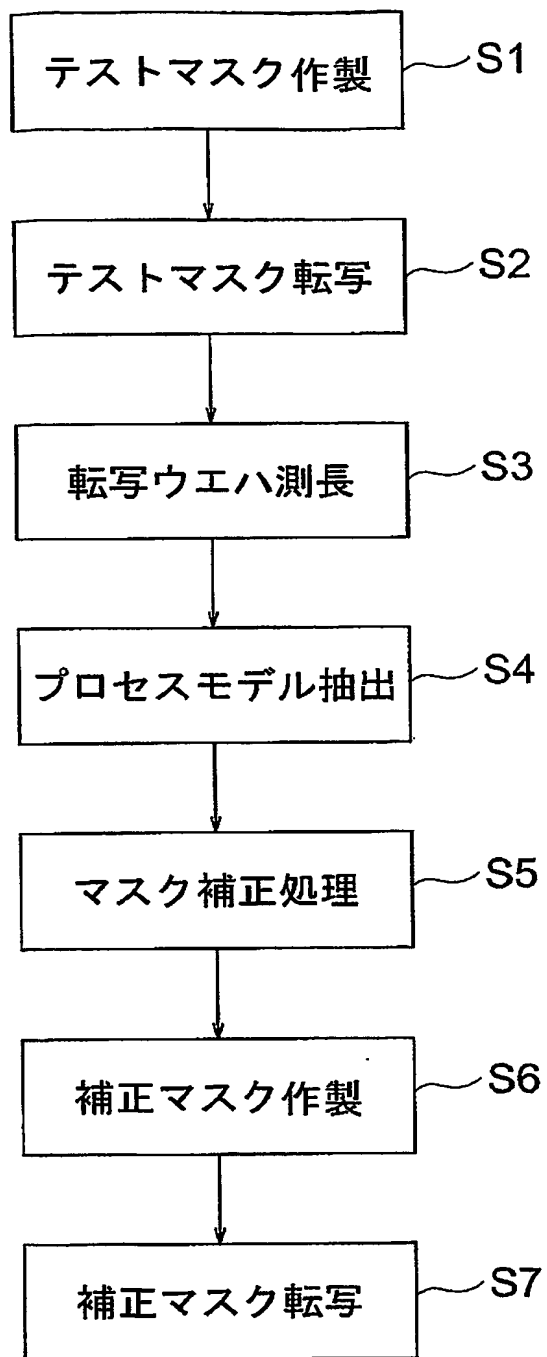 テストマスク作製 S1
テストマスク転写 S2
転写ウエハ測長 S3
プロセスモデル抽出 S4
マスク補正処理 S5
補正マスク作製 S6
補正マスク転写 S7